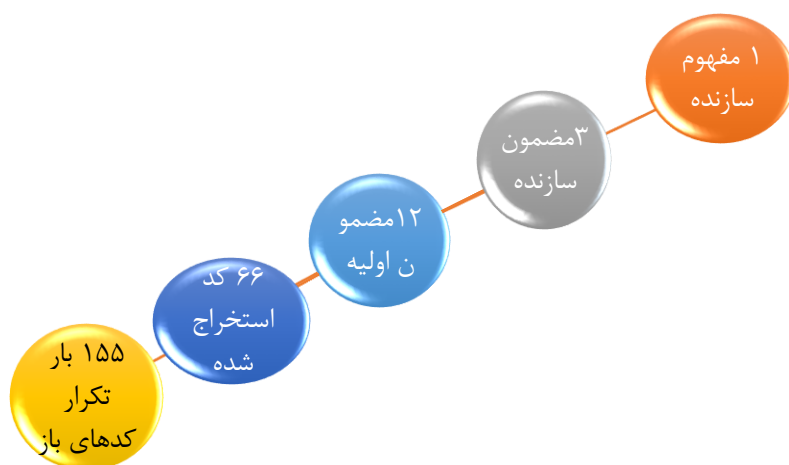 ۱ مفهوم
سازنده
۳مضمون
سازنده
۱۲مضمو
ن اولیه
۶۶ کد
استخراج
شده
۱۵۵ بار
تکرار
کدهای باز